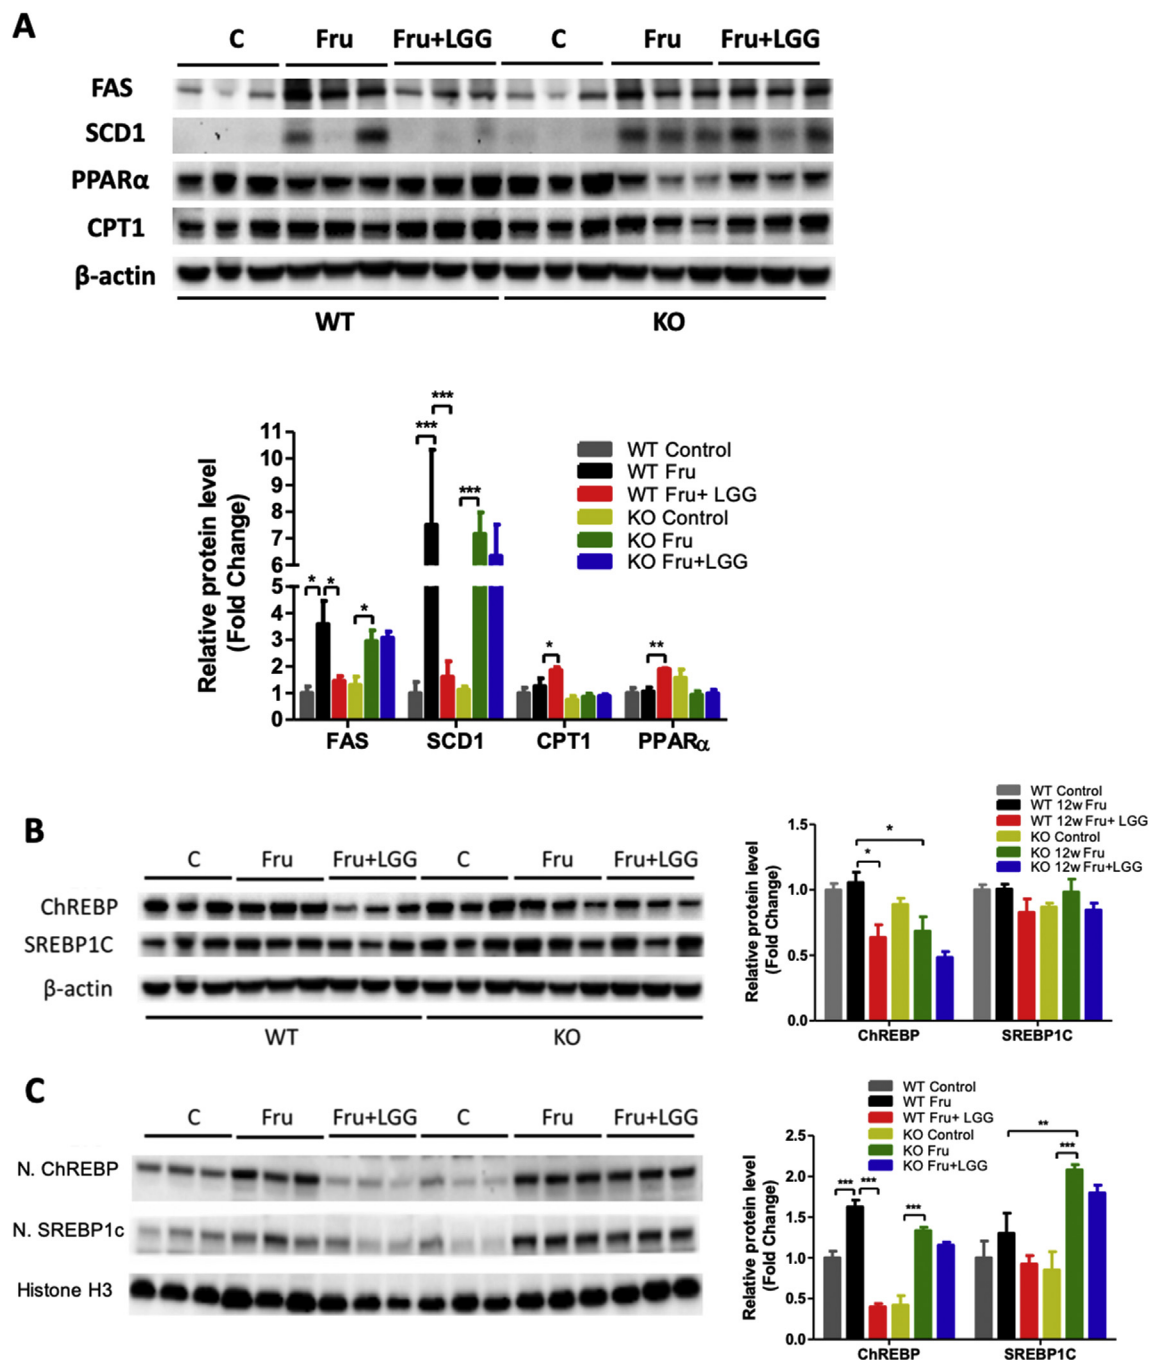 A
C Fru Fru+LGG C Fru Fru+LGG
FAS
SCD1
PPARα
CPT1
β-actin
WT KO
Relative protein level
(Fold Change)
11
10
9
8
7
6
5
4
3
2
1
0
* * *
*** *** ***
*
**
FAS SCD1 CPT1 PPARα
WT Control
WT Fru
WT Fru+ LGG
KO Control
KO Fru
KO Fru+LGG
B
C Fru Fru+LGG C Fru Fru+LGG
ChREBP
SREBP1C
β-actin
WT KO
Relative protein level
(Fold Change)
1.5
1.0
0.5
0.0
*
*
ChREBP SREBP1C
WT Control
WT 12w Fru
WT 12w Fru+ LGG
KO Control
KO 12w Fru
KO 12w Fru+LGG
C
C Fru Fru+LGG C Fru Fru+LGG
N. ChREBP
N. SREBP1c
Histone H3
Relative protein level
(Fold Change)
2.5
2.0
1.5
1.0
0.5
0.0
*** *** ***
**
***
ChREBP SREBP1C
WT Control
WT Fru
WT Fru+ LGG
KO Control
KO Fru
KO Fru+LGG